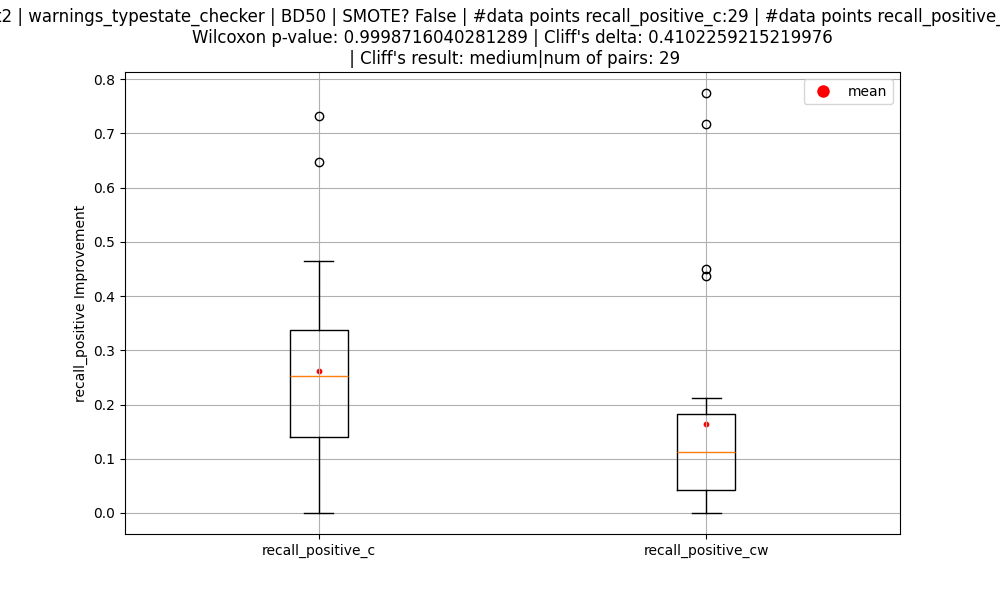 | warnings_typestate_checker | BD50 | SMOTE? False | #data points recall_positive_c:29 | #data points
Wilcoxon p-value: 0.9998716040281289 | Cliff's delta: 0.4102259215219976
| Cliff's result: medium|num of pairs: 29
mean
recall_positive Improvement
0.8
0.7
0.6
0.5
0.4
0.3
0.2
0.1
0.0
recall_positive_c
recall_positive_cw